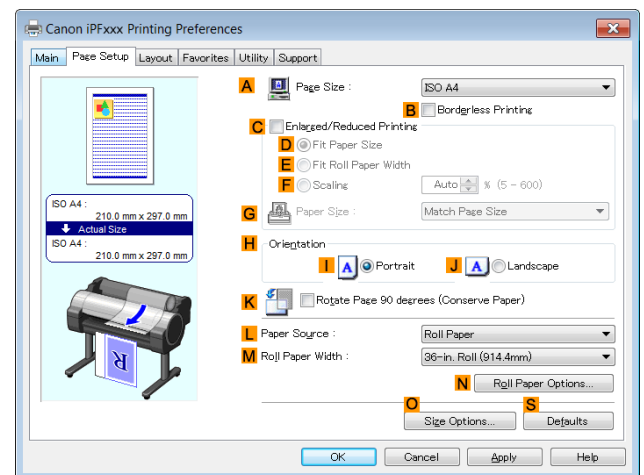 Canon iPFxxx Printing Preferences
Main Page Setup Layout Favorites Utility Support
A Page Size : ISO A4
B Borderless Printing
C Enlarged/Reduced Printing
D Fit Paper Size
E Fit Roll Paper Width
F Scaling Auto % (5 - 600)
G Paper Size : Match Page Size
ISO A4 :
210.0 mm x 297.0 mm
Actual Size
ISO A4 :
210.0 mm x 297.0 mm
H Orientation
I A Portrait J A Landscape
K Rotate Page 90 degrees (Conserve Paper)
L Paper Source : Roll Paper
M Roll Paper Width : 36-in. Roll (914.4mm)
R
N Roll Paper Options...
O Size Options... S Defaults
OK Cancel Apply Help